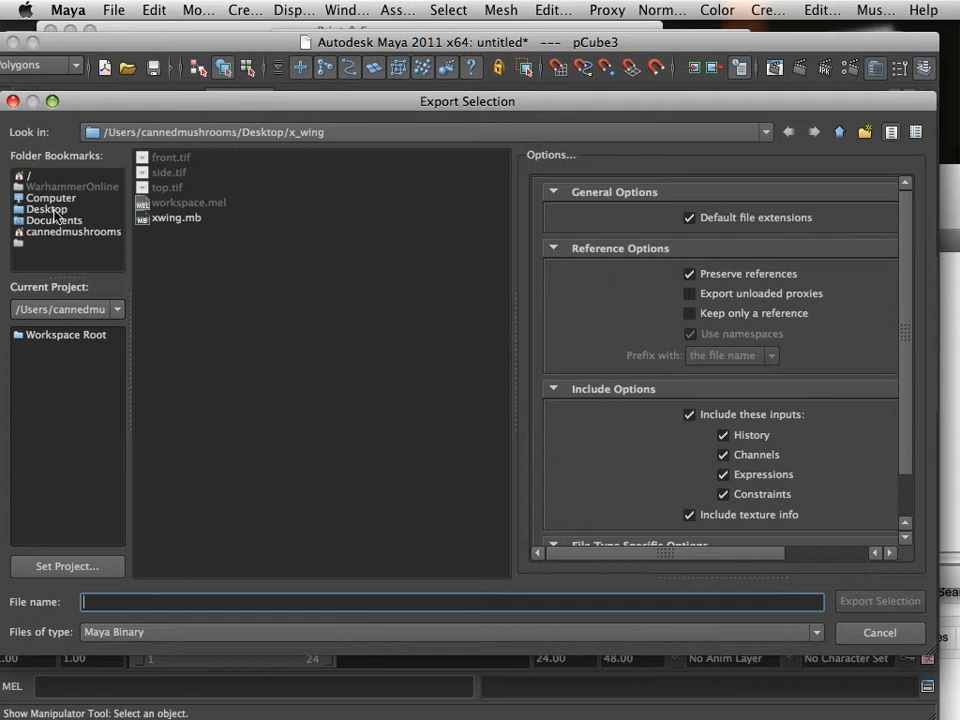 Maya File Edit Mo... Cre... Disp... Wind... Ass... Select Mesh Edit... Proxy Norm... Color Cre... Edit... Mus... Help
Autodesk Maya 2011 x64: untitled* --- pCube3
Polygons
Export Selection
Look in: /Users/cannedmushrooms/Desktop/x_wing
Folder Bookmarks:
/
WarhammerOnline
Computer
Desktop
Documents
cannedmushrooms
Current Project:
/Users/cannedmu
Workspace Root
Set Project...
front.tif
side.tif
top.tif
workspace.mel
xwing.mb
Options...
General Options
Default file extensions
Reference Options
Preserve references
Export unloaded proxies
Keep only a reference
Use namespaces
Prefix with: the file name
Include Options
Include these inputs:
History
Channels
Expressions
Constraints
Include texture info
File Type Specific Options
File name: Export Selection
Files of type: Maya Binary Cancel
1.00 1.00 1 24 24.00 48.00 No Anim Layer No Character Set
MEL
Show Manipulator Tool: Select an object.